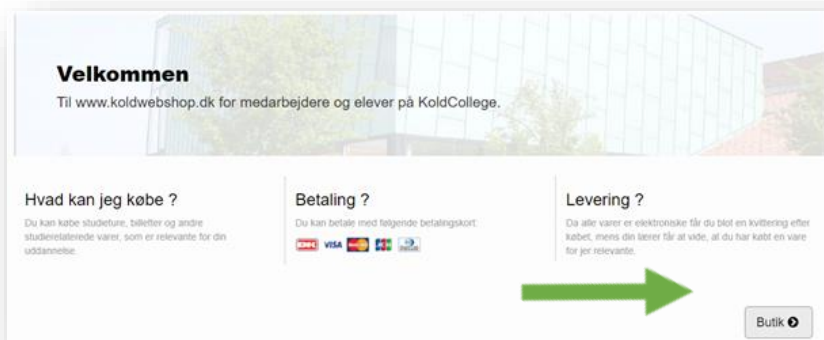 Velkommen
Til www.koldwebshop.dk for medarbejdere og elever på KoldCollege.
Hvad kan jeg købe ?
Du kan købe studieture, billetter og andre
studierelaterede varer, som er relevante for din
uddannelse.
Betaling ?
Du kan betale med følgende betalingskort:
VISA
Levering ?
Da alle varer er elektroniske får du blot en kvittering efter
købet, mens din lærer får at vide, at du har købt en vare
for jer relevante.
Butik